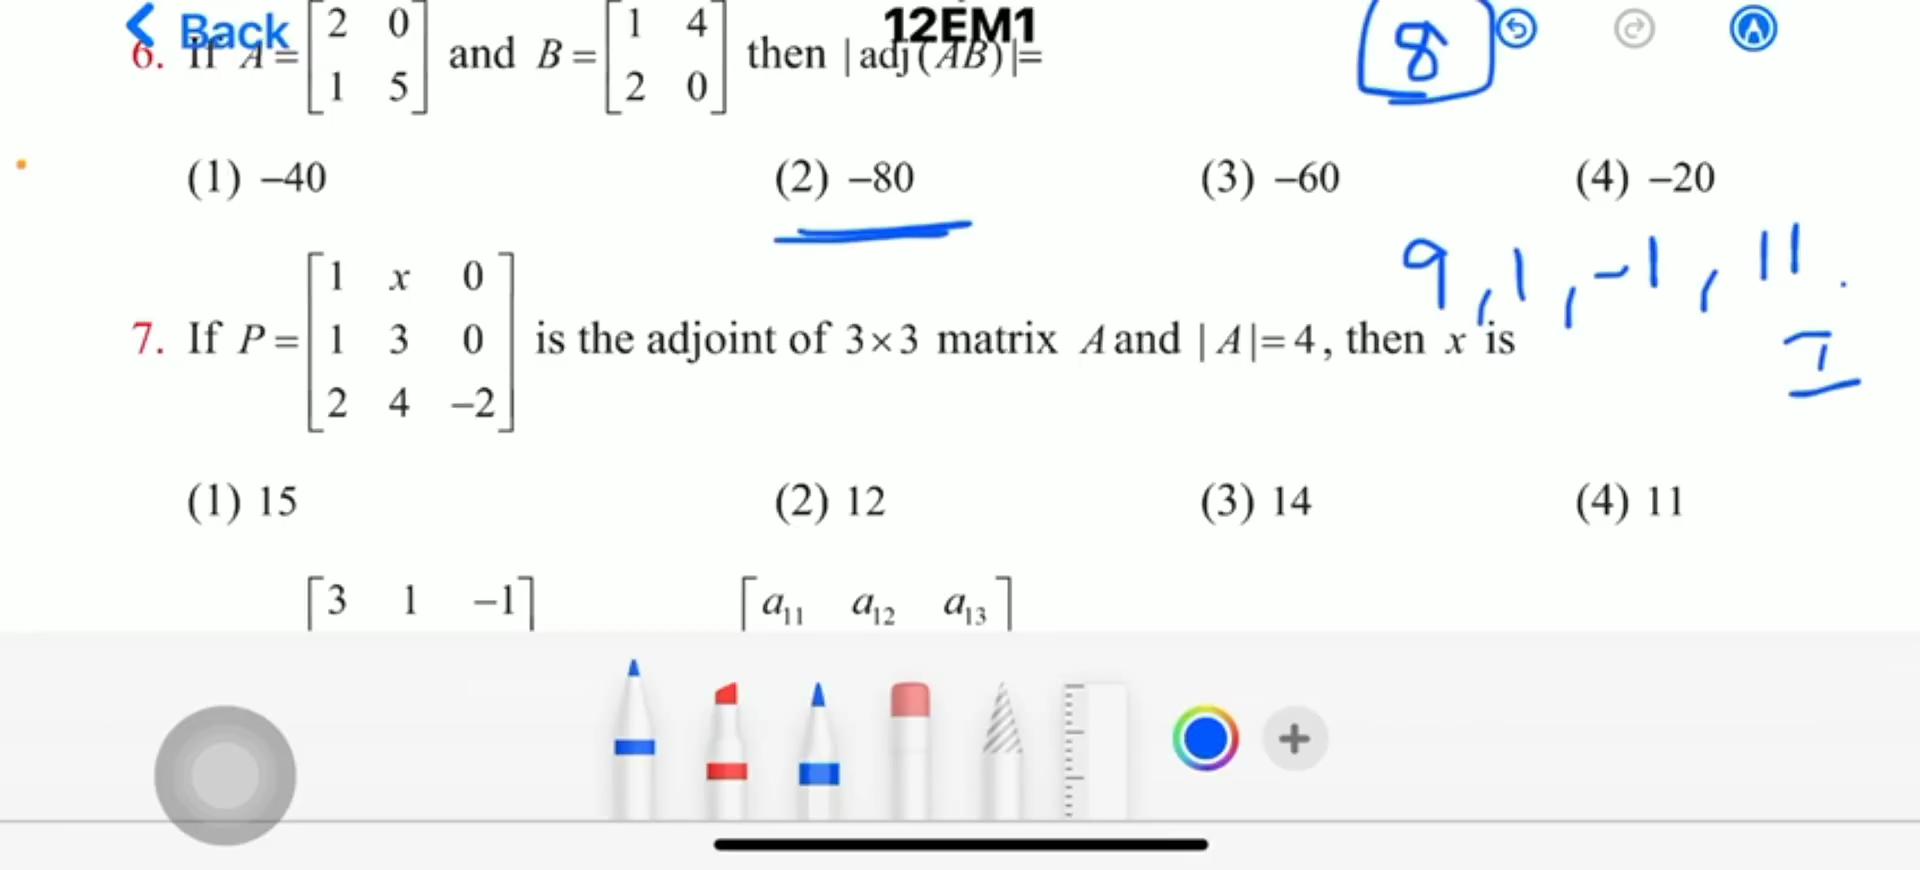 Back
12EM1
6. If A = [2 0 1 5] and B = [1 4 2 0] then |adj(AB)|=
8
(1) –40 (2) –80 (3) –60 (4) –20
9, 1, -1, 11.
7. If P = [1 x 0 1 3 0 2 4 –2] is the adjoint of 3×3 matrix A and |A|=4, then x is
(1) 15 (2) 12 (3) 14 (4) 11
[3 1 –1] [a11 a12 a13]